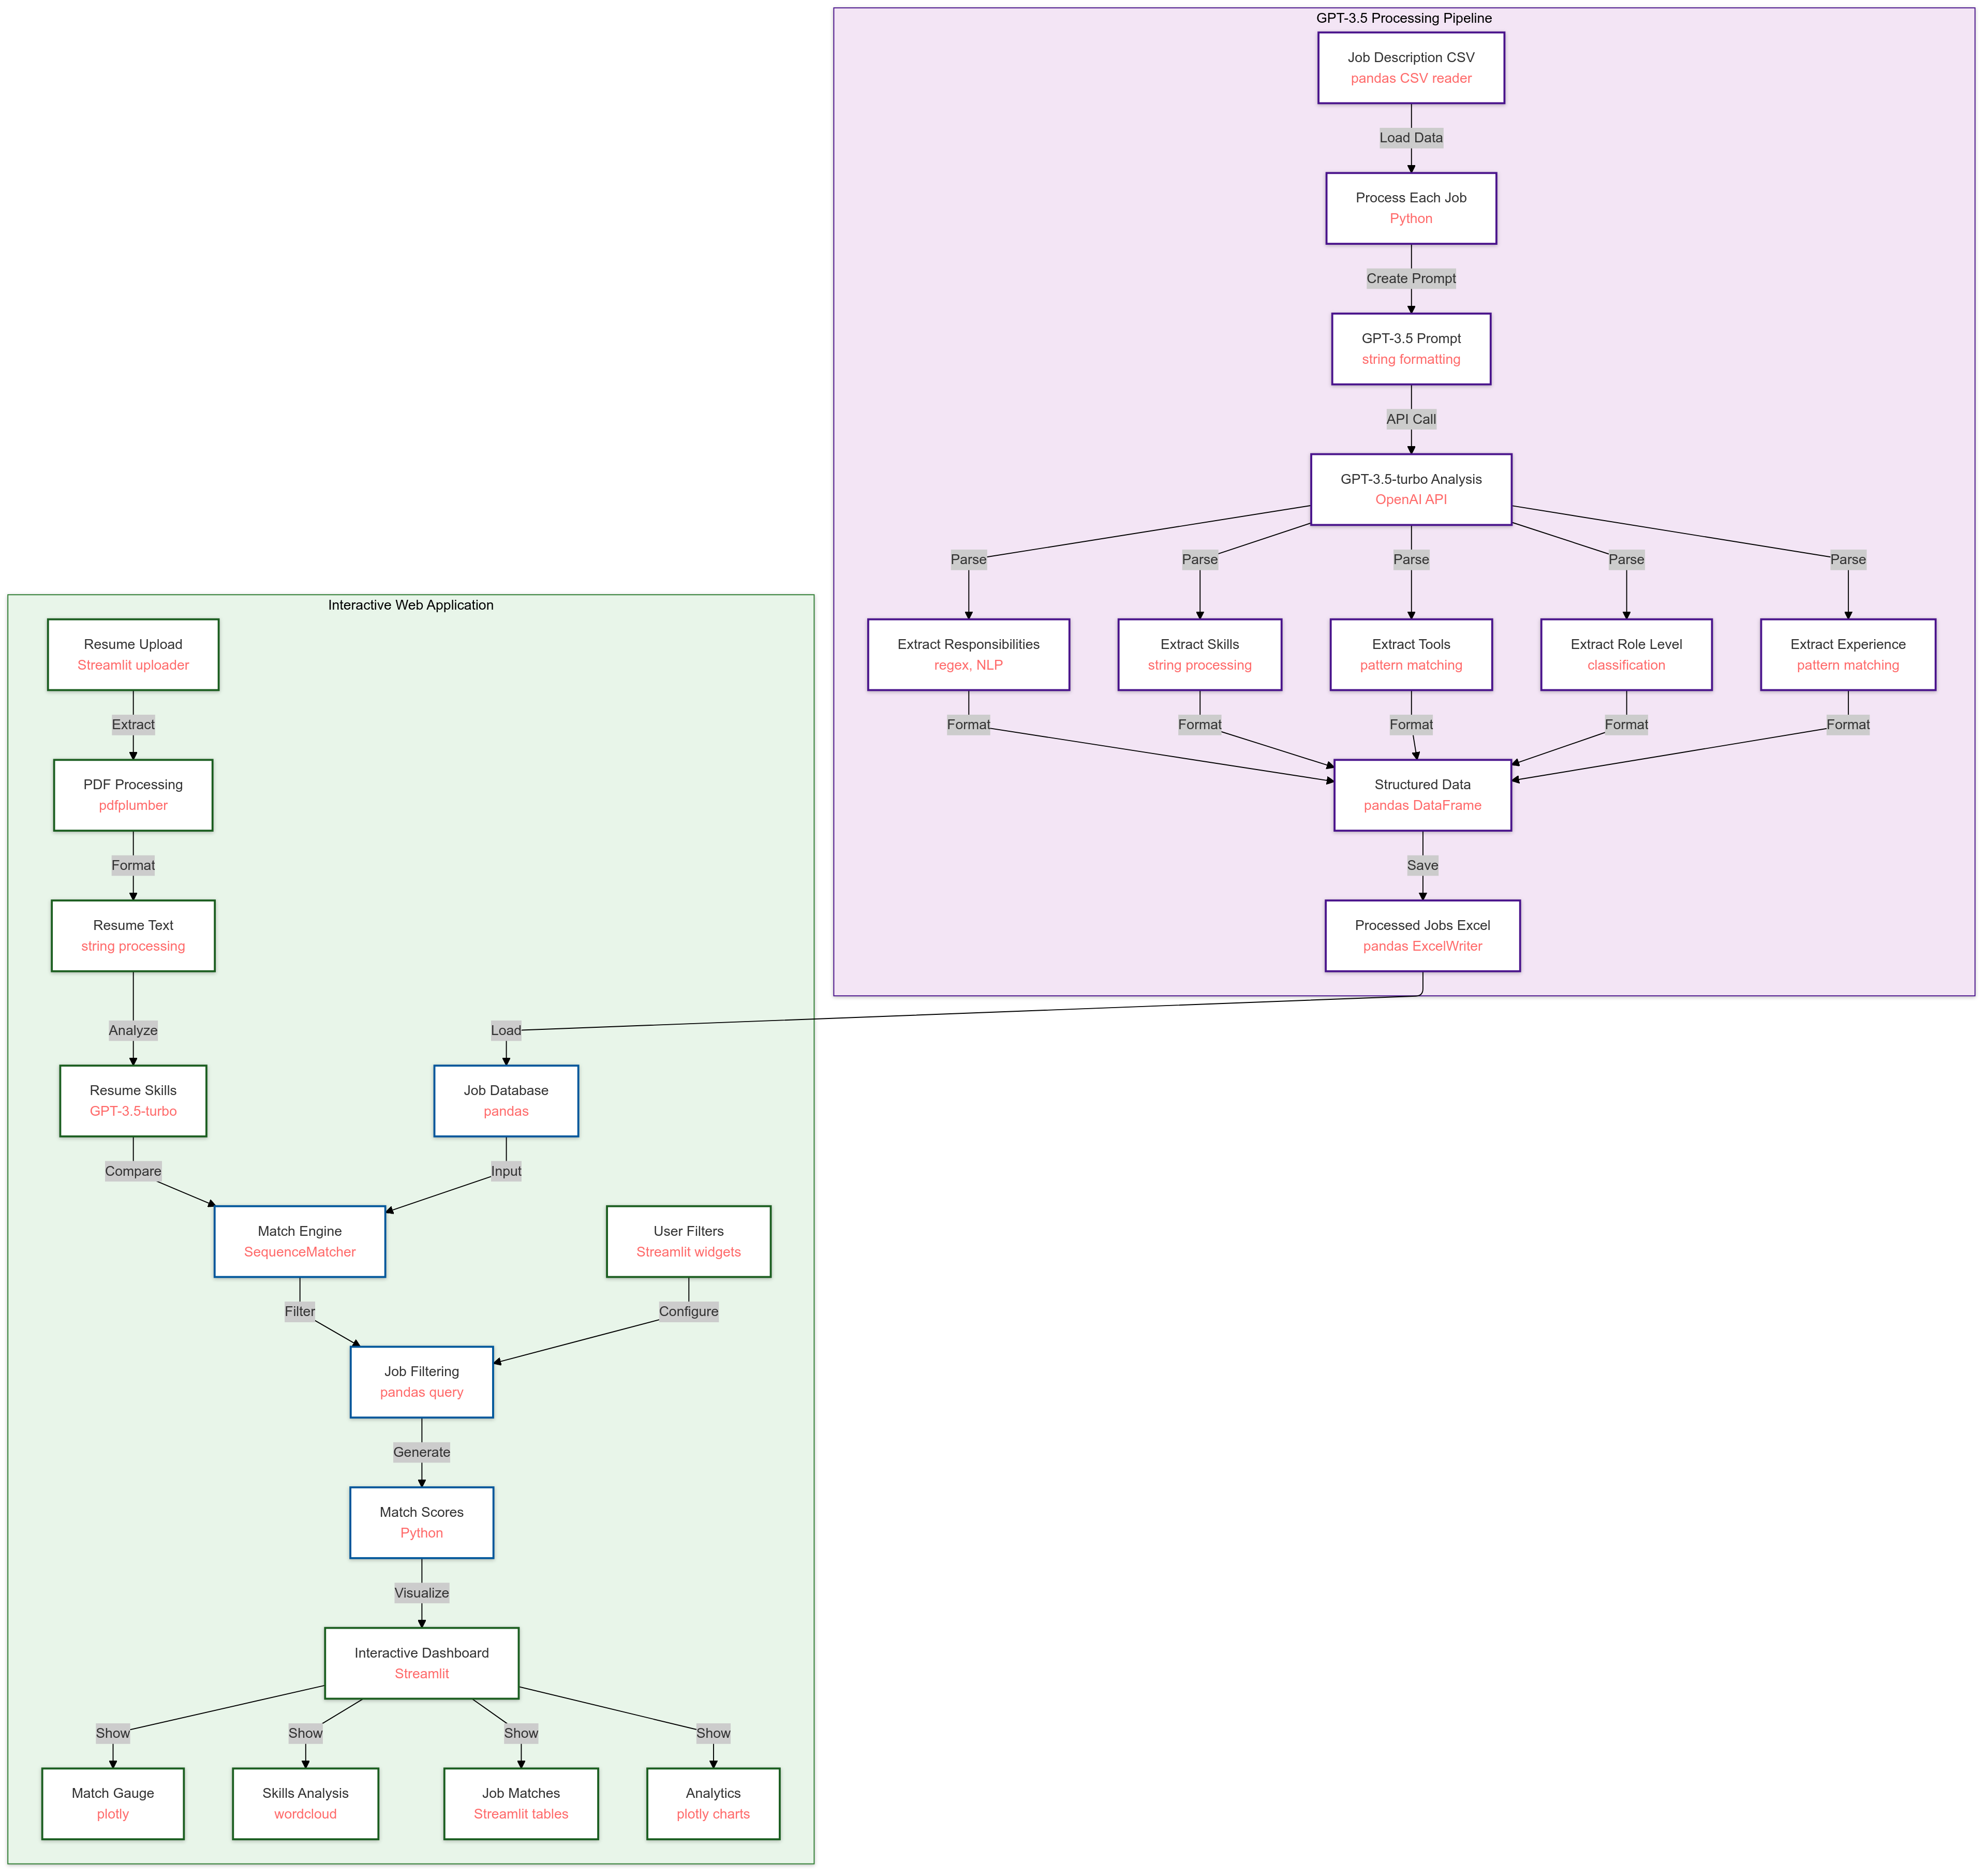 GPT-3.5 Processing Pipeline
Job Description CSV
pandas CSV reader
Load Data
Process Each Job
Python
Create Prompt
GPT-3.5 Prompt
string formatting
API Call
GPT-3.5-turbo Analysis
OpenAI API
Parse
Parse
Parse
Parse
Parse
Extract Responsibilities
regex, NLP
Extract Skills
string processing
Extract Tools
pattern matching
Extract Role Level
classification
Extract Experience
pattern matching
Format
Format
Format
Format
Format
Structured Data
pandas DataFrame
Save
Processed Jobs Excel
pandas ExcelWriter
Interactive Web Application
Resume Upload
Streamlit uploader
Extract
PDF Processing
pdfplumber
Format
Resume Text
string processing
Analyze
Load
Resume Skills
GPT-3.5-turbo
Job Database
pandas
Compare
Input
Match Engine
SequenceMatcher
User Filters
Streamlit widgets
Filter
Configure
Job Filtering
pandas query
Generate
Match Scores
Python
Visualize
Interactive Dashboard
Streamlit
Show
Show
Show
Show
Match Gauge
plotly
Skills Analysis
wordcloud
Job Matches
Streamlit tables
Analytics
plotly charts